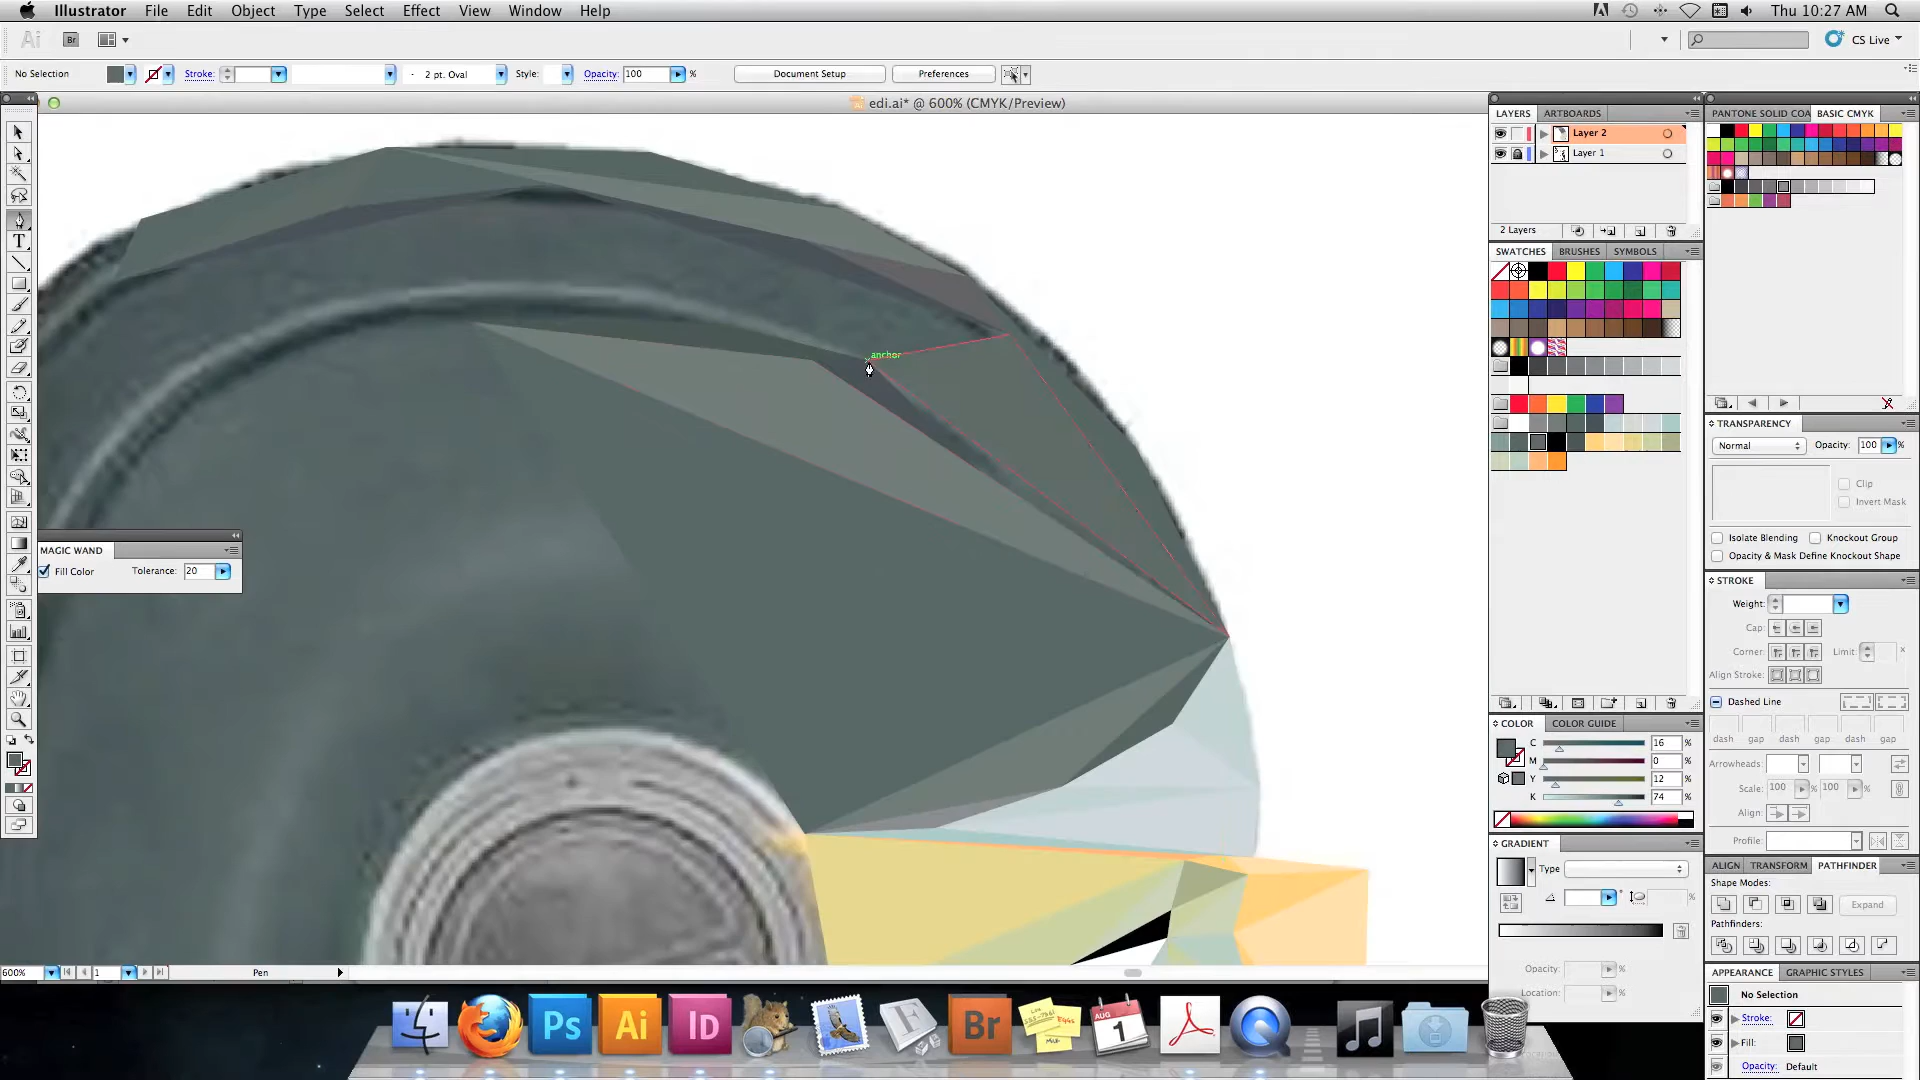 Illustrator File Edit Object Type Select Effect View Window Help
Thu 10:27 AM
Ai Br
CS Live
No Selection Stroke: 2 pt. Oval Style: Opacity: 100 % Document Setup Preferences
edi.ai* @ 600% (CMYK/Preview)
LAYERS ARTBOARDS
Layer 2
Layer 1
2 Layers
PANTONE SOLID COA BASIC CMYK
SWATCHES BRUSHES SYMBOLS
anchor
MAGIC WAND
Fill Color Tolerance: 20
TRANSPARENCY
Normal Opacity: 100 %
Clip
Invert Mask
Isolate Blending Knockout Group
Opacity & Mask Define Knockout Shape
STROKE
Weight:
Cap:
Corner: Limit: x
Align Stroke:
Dashed Line
dash gap dash gap dash gap
Arrowheads:
Scale: 100 100 %
Align:
Profile:
COLOR COLOR GUIDE
C 16 %
M 0 %
Y 12 %
K 74 %
GRADIENT
Type
Opacity: %
Location: %
ALIGN TRANSFORM PATHFINDER
Shape Modes:
Expand
Pathfinders:
APPEARANCE GRAPHIC STYLES
No Selection
Stroke:
Fill:
Opacity: Default
600% 1 Pen
Ps Ai Id Br
AUG
1